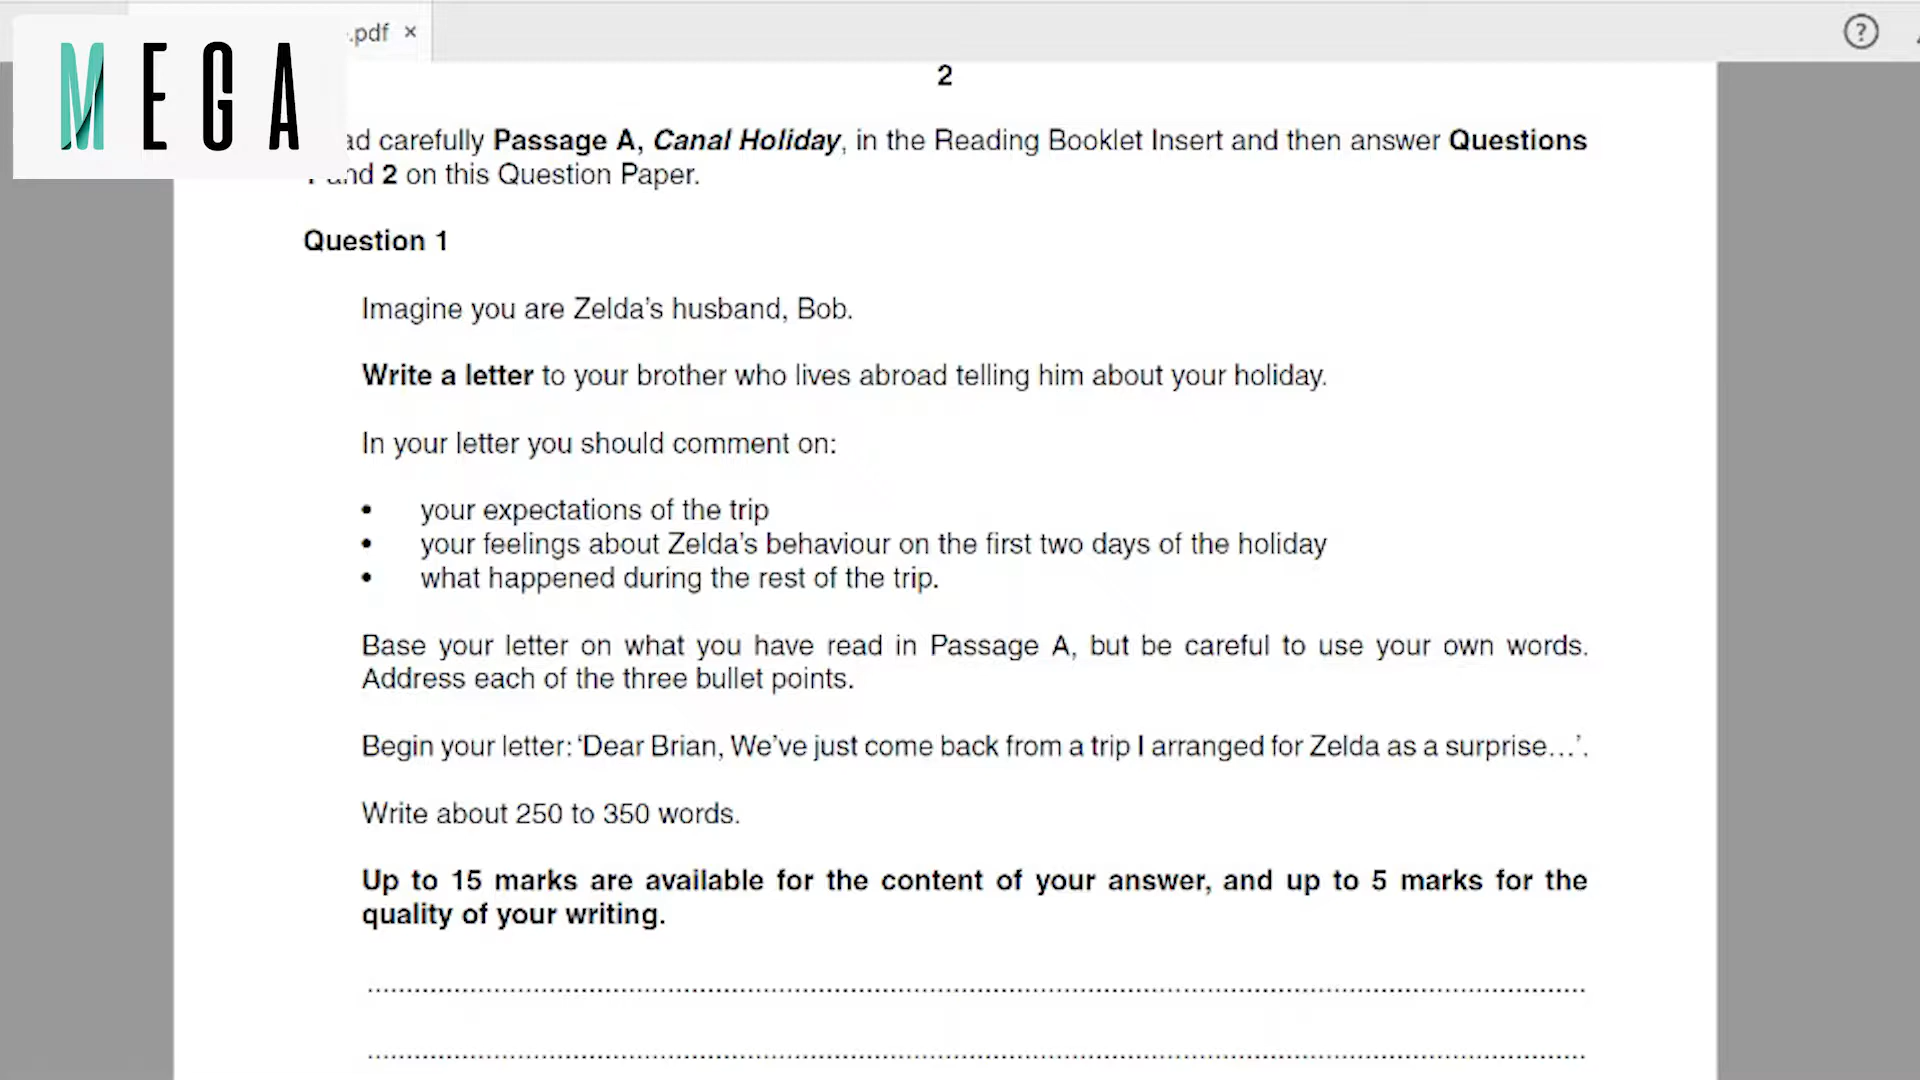 MEGA
.pdf ×
?
2
ad carefully Passage A, Canal Holiday, in the Reading Booklet Insert and then answer Questions
and 2 on this Question Paper.
Question 1
Imagine you are Zelda's husband, Bob.
Write a letter to your brother who lives abroad telling him about your holiday.
In your letter you should comment on:
• your expectations of the trip
• your feelings about Zelda's behaviour on the first two days of the holiday
• what happened during the rest of the trip.
Base your letter on what you have read in Passage A, but be careful to use your own words.
Address each of the three bullet points.
Begin your letter: ‘Dear Brian, We've just come back from a trip I arranged for Zelda as a surprise…’.
Write about 250 to 350 words.
Up to 15 marks are available for the content of your answer, and up to 5 marks for the
quality of your writing.